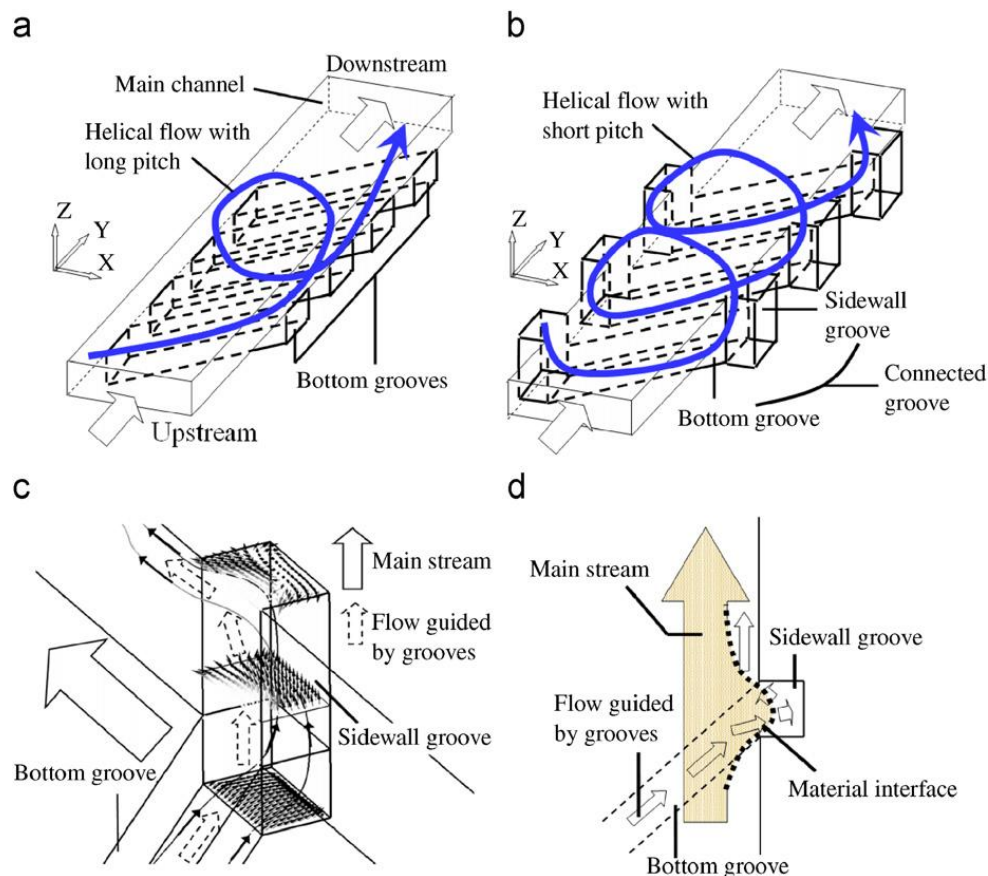 a
Downstream
Main channel
Helical flow with
long pitch
Z
Y
X
Bottom grooves
Upstream
b
Helical flow with
short pitch
Z
Y
X
Sidewall
groove
Connected
groove
Bottom groove
c
Main stream
Flow guided
by grooves
Sidewall groove
Bottom groove
d
Main stream
Sidewall groove
Flow guided
by grooves
Material interface
Bottom groove